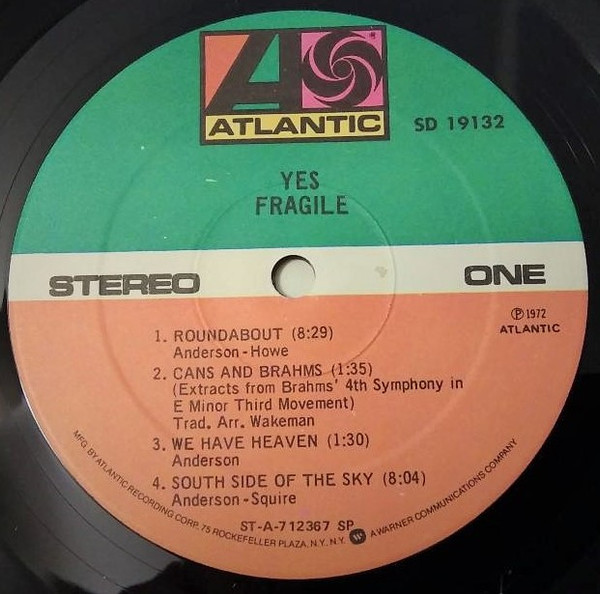 ATLANTIC
SD 19132
YES
FRAGILE
STEREO
ONE
℗ 1972
ATLANTIC
1. ROUNDABOUT (8:29)
Anderson-Howe
2. CANS AND BRAHMS (1:35)
(Extracts from Brahms' 4th Symphony in
E Minor Third Movement)
Trad. Arr. Wakeman
3. WE HAVE HEAVEN (1:30)
Anderson
4. SOUTH SIDE OF THE SKY (8:04)
Anderson-Squire
ST-A-712367 SP
MFG. BY ATLANTIC RECORDING CORP. 75 ROCKEFELLER PLAZA, N.Y., N.Y. A WARNER COMMUNICATIONS COMPANY